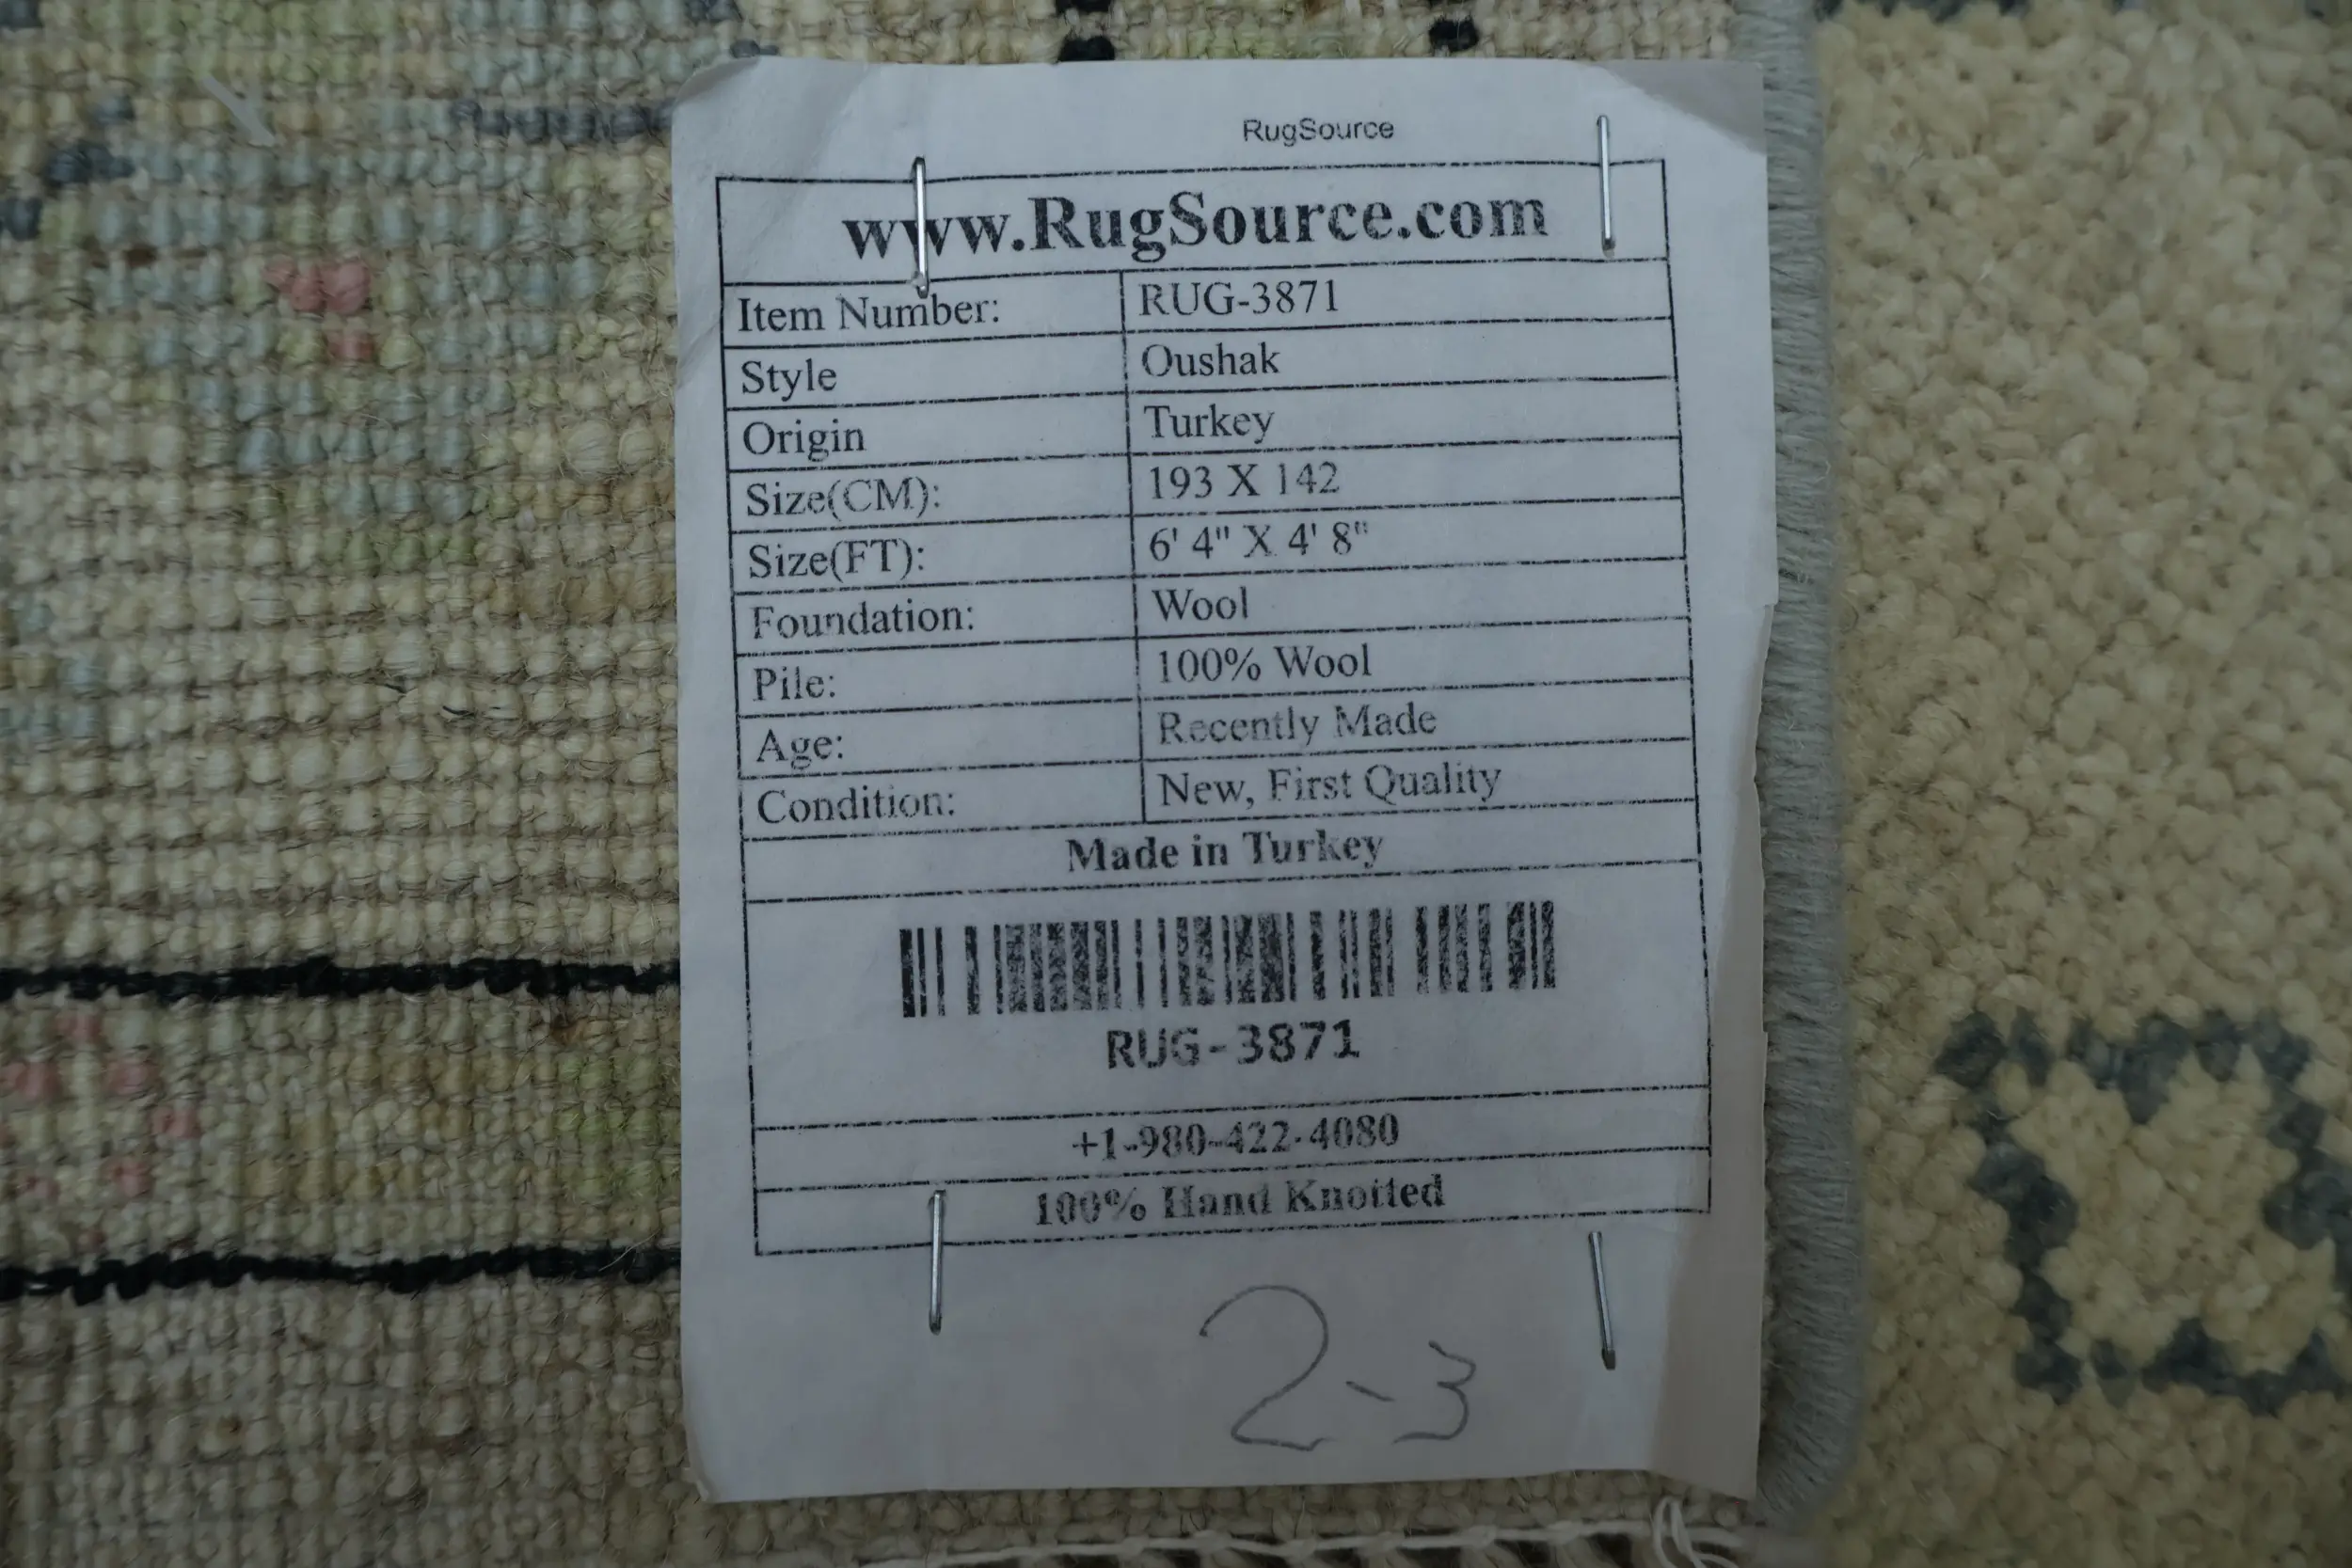 RugSource
www.RugSource.com
Item Number: RUG-3871
Style Oushak
Origin Turkey
Size(CM): 193 X 142
Size(FT): 6' 4" X 4' 8"
Foundation: Wool
Pile: 100% Wool
Age: Recently Made
Condition: New, First Quality
Made in Turkey
RUG-3871
+1-980-422-4080
100% Hand Knotted
2-3